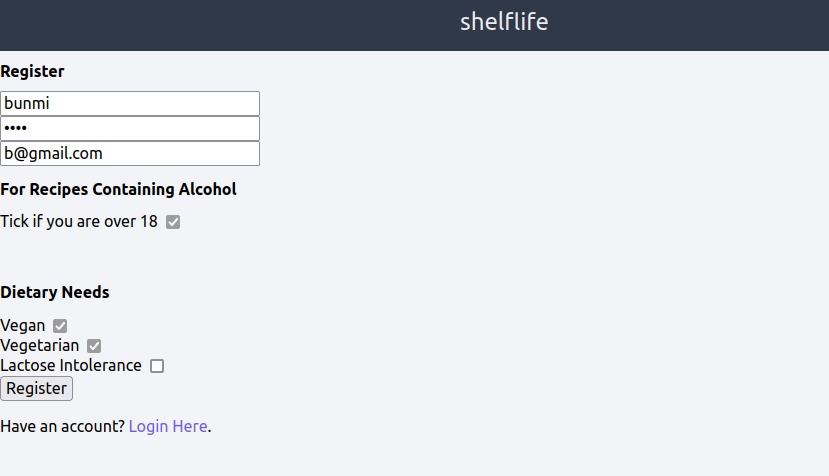 shelflife
Register
bunmi
••••
b@gmail.com
For Recipes Containing Alcohol
Tick if you are over 18
Dietary Needs
Vegan
Vegetarian
Lactose Intolerance
Register
Have an account? Login Here.